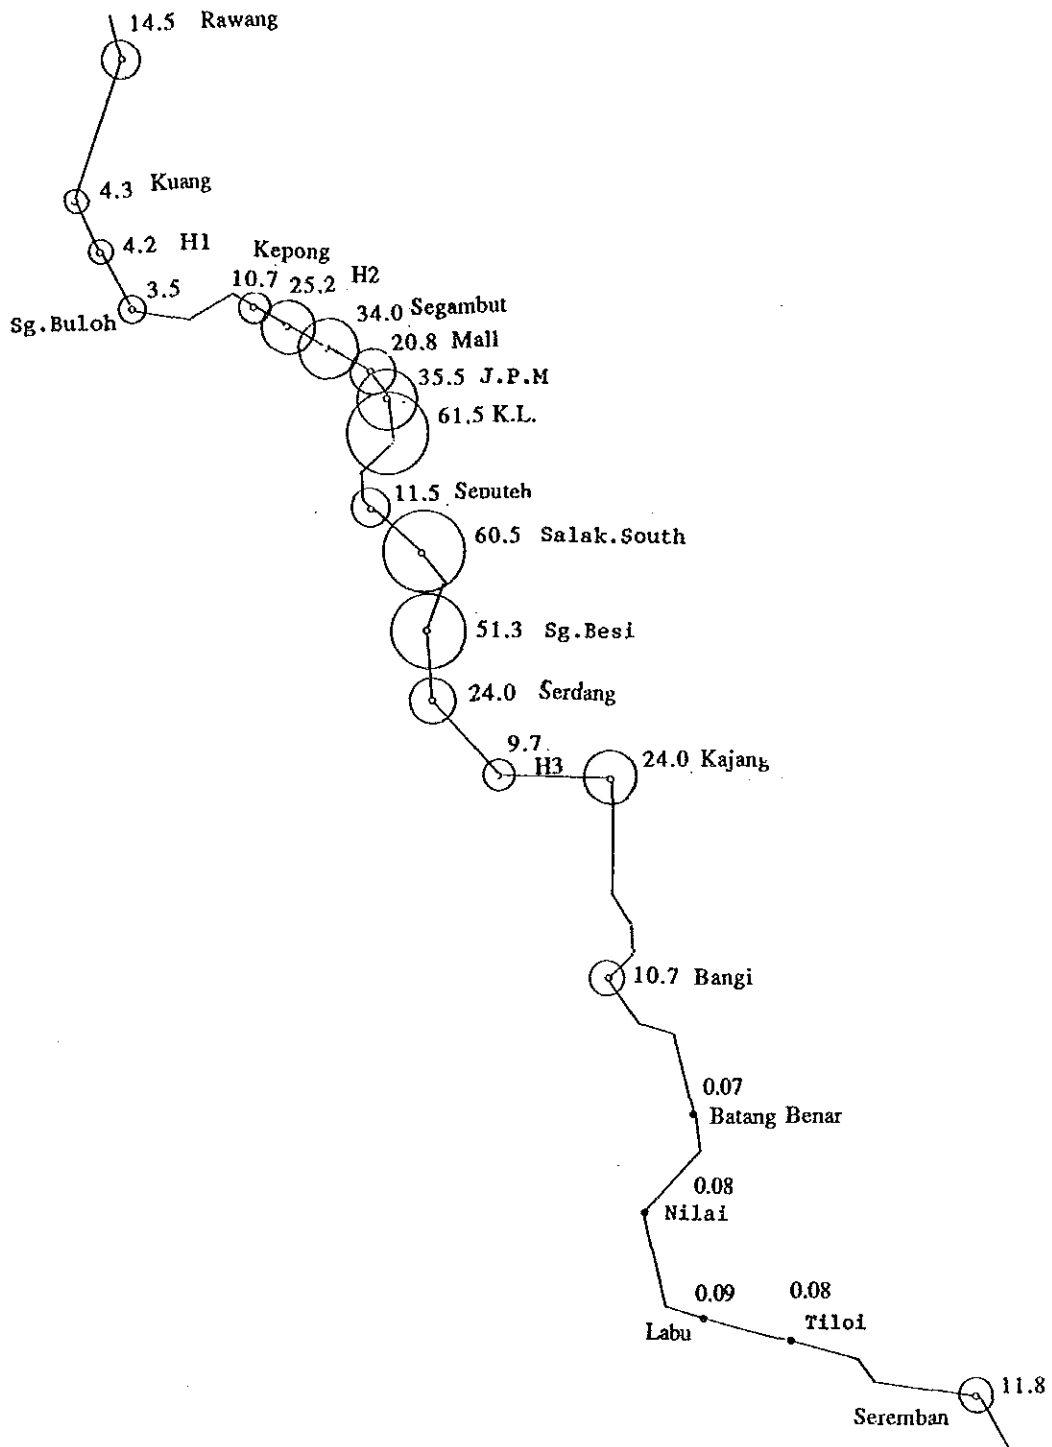 14.5 Rawang
4.3 Kuang
4.2 H1
Kepong
3.5
Sg.Buloh
10.7
25.2 H2
34.0 Segambut
20.8 Mall
35.5 J.P.M
61.5 K.L.
11.5 Seputeh
60.5 Salak.South
51.3 Sg.Besi
24.0 Serdang
9.7
H3
24.0 Kajang
10.7 Bangi
0.07
Batang Benar
0.08
Nilai
0.09
Labu
0.08
Tiloi
11.8
Seremban